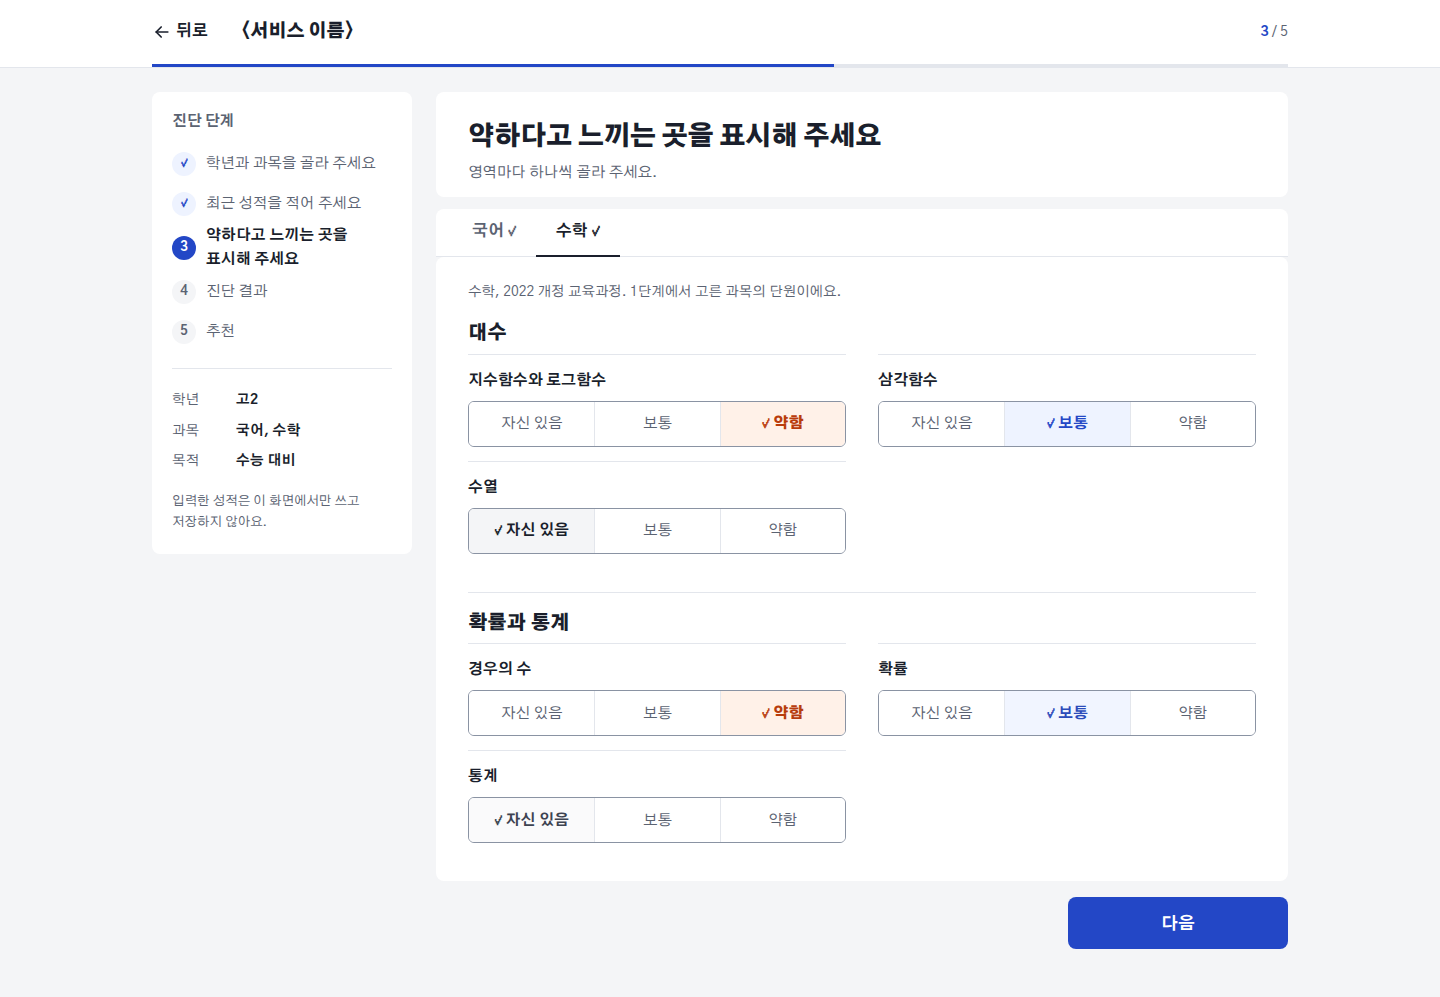 ← 뒤로 〈서비스 이름〉 3 / 5
진단 단계
✓ 학년과 과목을 골라 주세요
✓ 최근 성적을 적어 주세요
3 약하다고 느끼는 곳을
표시해 주세요
4 진단 결과
5 추천
학년 고2
과목 국어, 수학
목적 수능 대비
입력한 성적은 이 화면에서만 쓰고
저장하지 않아요.
약하다고 느끼는 곳을 표시해 주세요
영역마다 하나씩 골라 주세요.
국어 ✓ 수학 ✓
수학, 2022 개정 교육과정. 1단계에서 고른 과목의 단원이에요.
대수
지수함수와 로그함수
자신 있음 보통 ✓ 약함
삼각함수
자신 있음 ✓ 보통 약함
수열
✓ 자신 있음 보통 약함
확률과 통계
경우의 수
자신 있음 보통 ✓ 약함
확률
자신 있음 ✓ 보통 약함
통계
✓ 자신 있음 보통 약함
다음